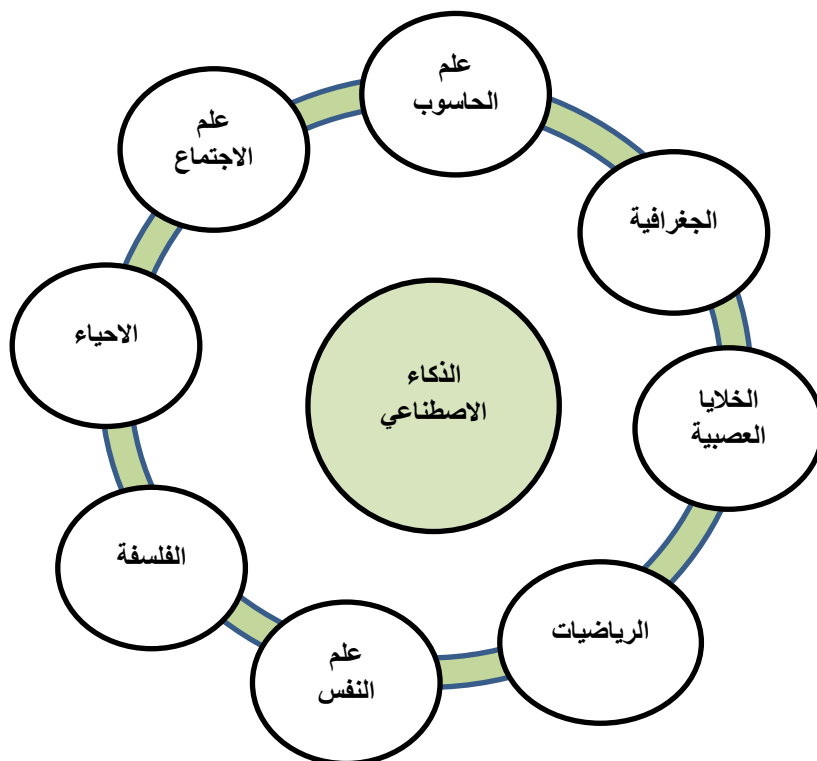 علم
الحاسوب
علم
الاجتماع
الجغرافية
الاحياء
الذكاء
الاصطناعي
الخلايا
العصبية
الفلسفة
الرياضيات
علم
النفس